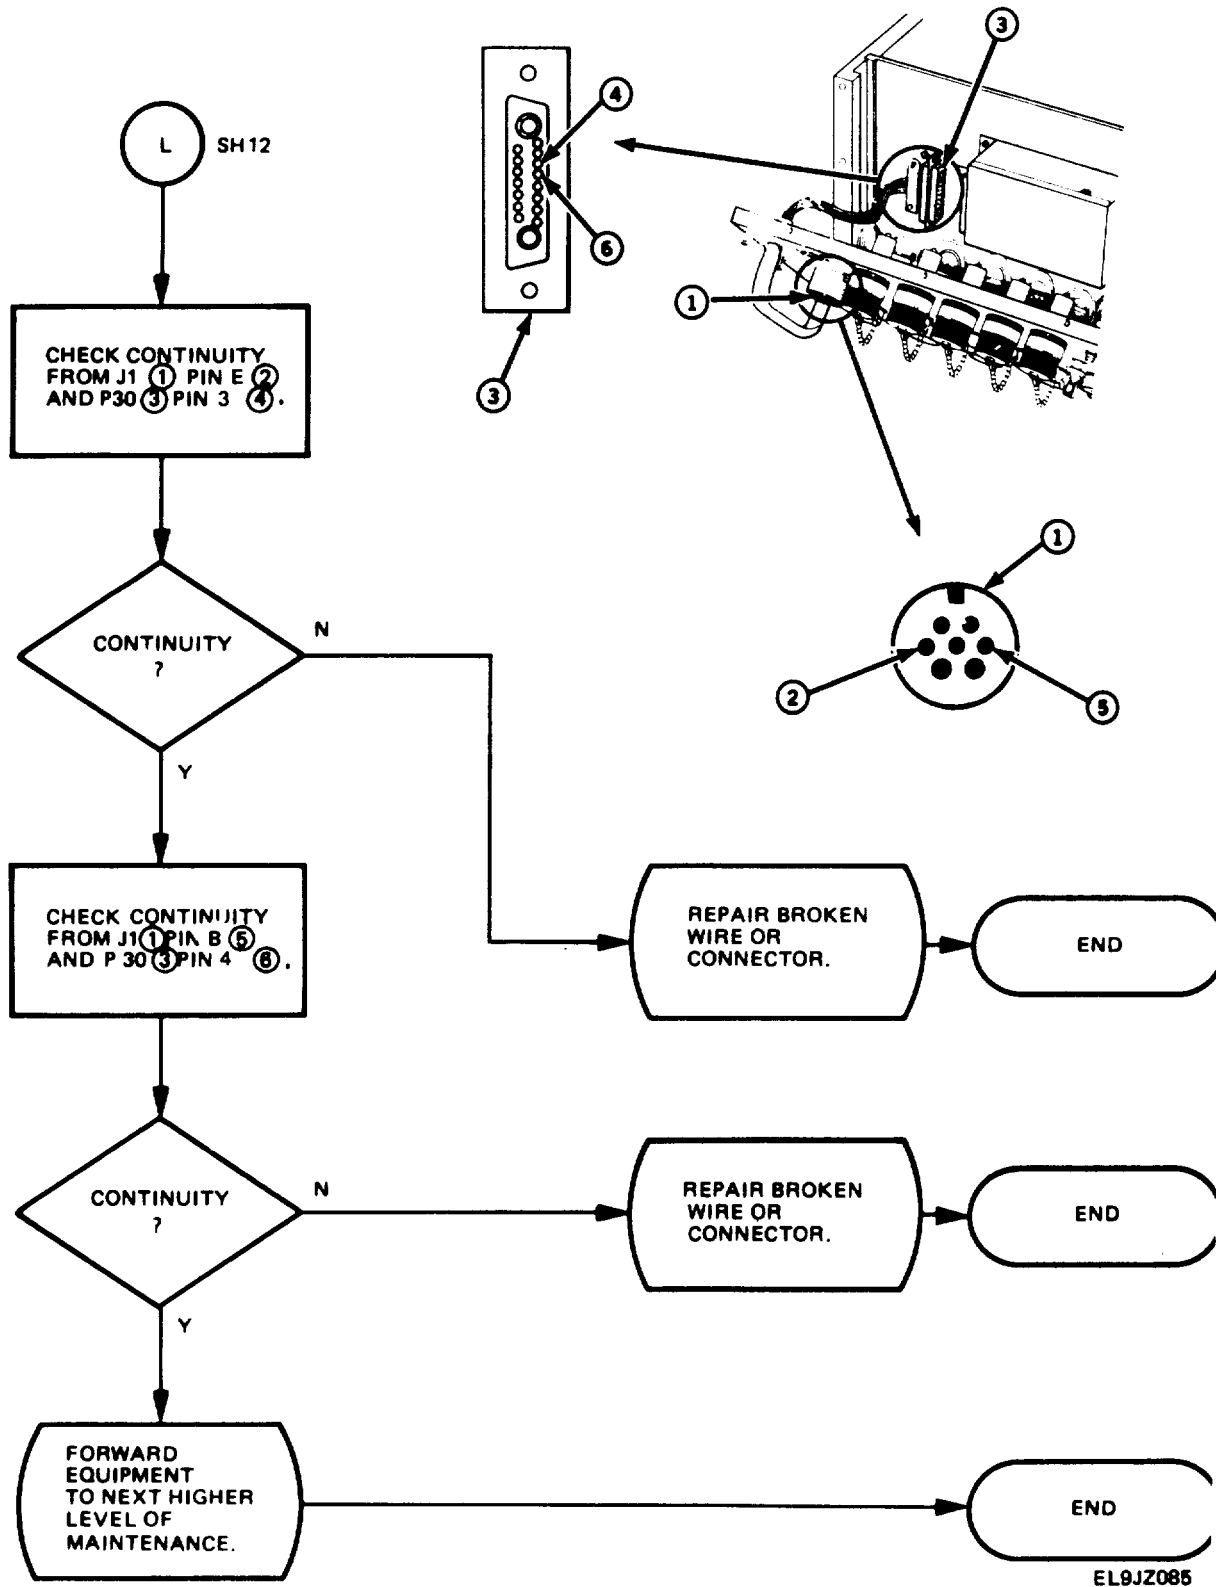 L SH12
3
4
6
1
3
CHECK CONTINUITY
FROM J1 1 PIN E 2
AND P30 3 PIN 3 4.
1
2
5
CONTINUITY
?
N
Y
CHECK CONTINUITY
FROM J1 1 PIN B 5
AND P 30 3 PIN 4 6.
REPAIR BROKEN
WIRE OR
CONNECTOR.
END
CONTINUITY
?
N
Y
REPAIR BROKEN
WIRE OR
CONNECTOR.
END
FORWARD
EQUIPMENT
TO NEXT HIGHER
LEVEL OF
MAINTENANCE.
END
EL9JZ085